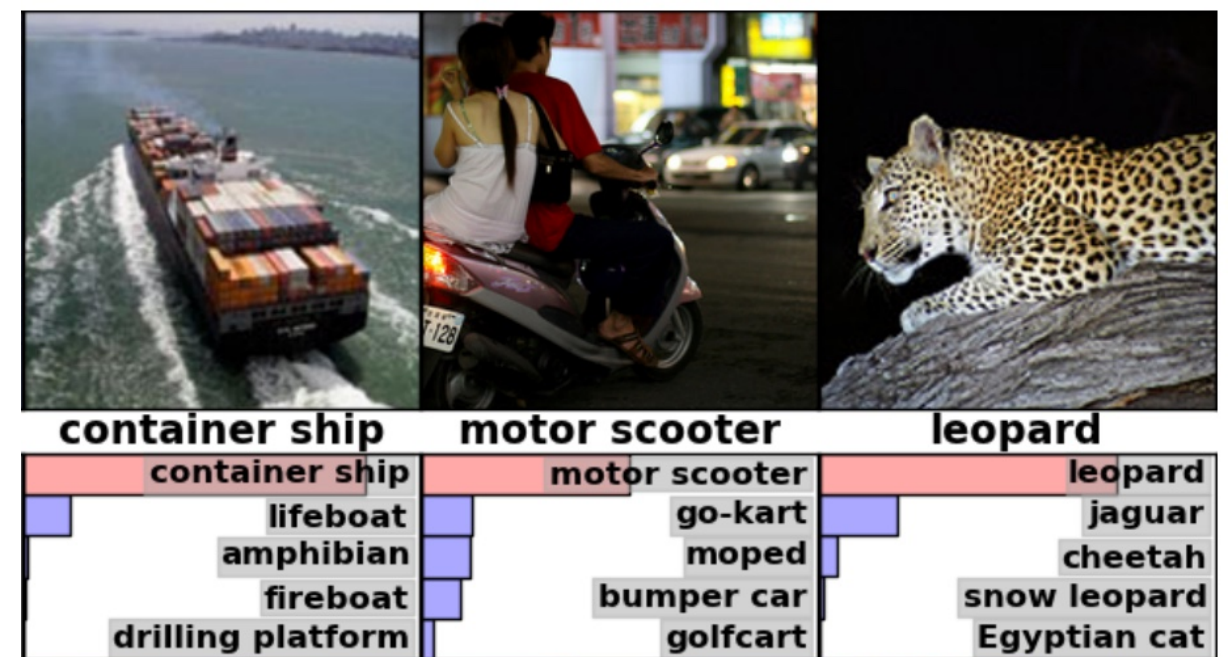 T-128
container ship
motor scooter
leopard
container ship
lifeboat
amphibian
fireboat
drilling platform
motor scooter
go-kart
moped
bumper car
golfcart
leopard
jaguar
cheetah
snow leopard
Egyptian cat